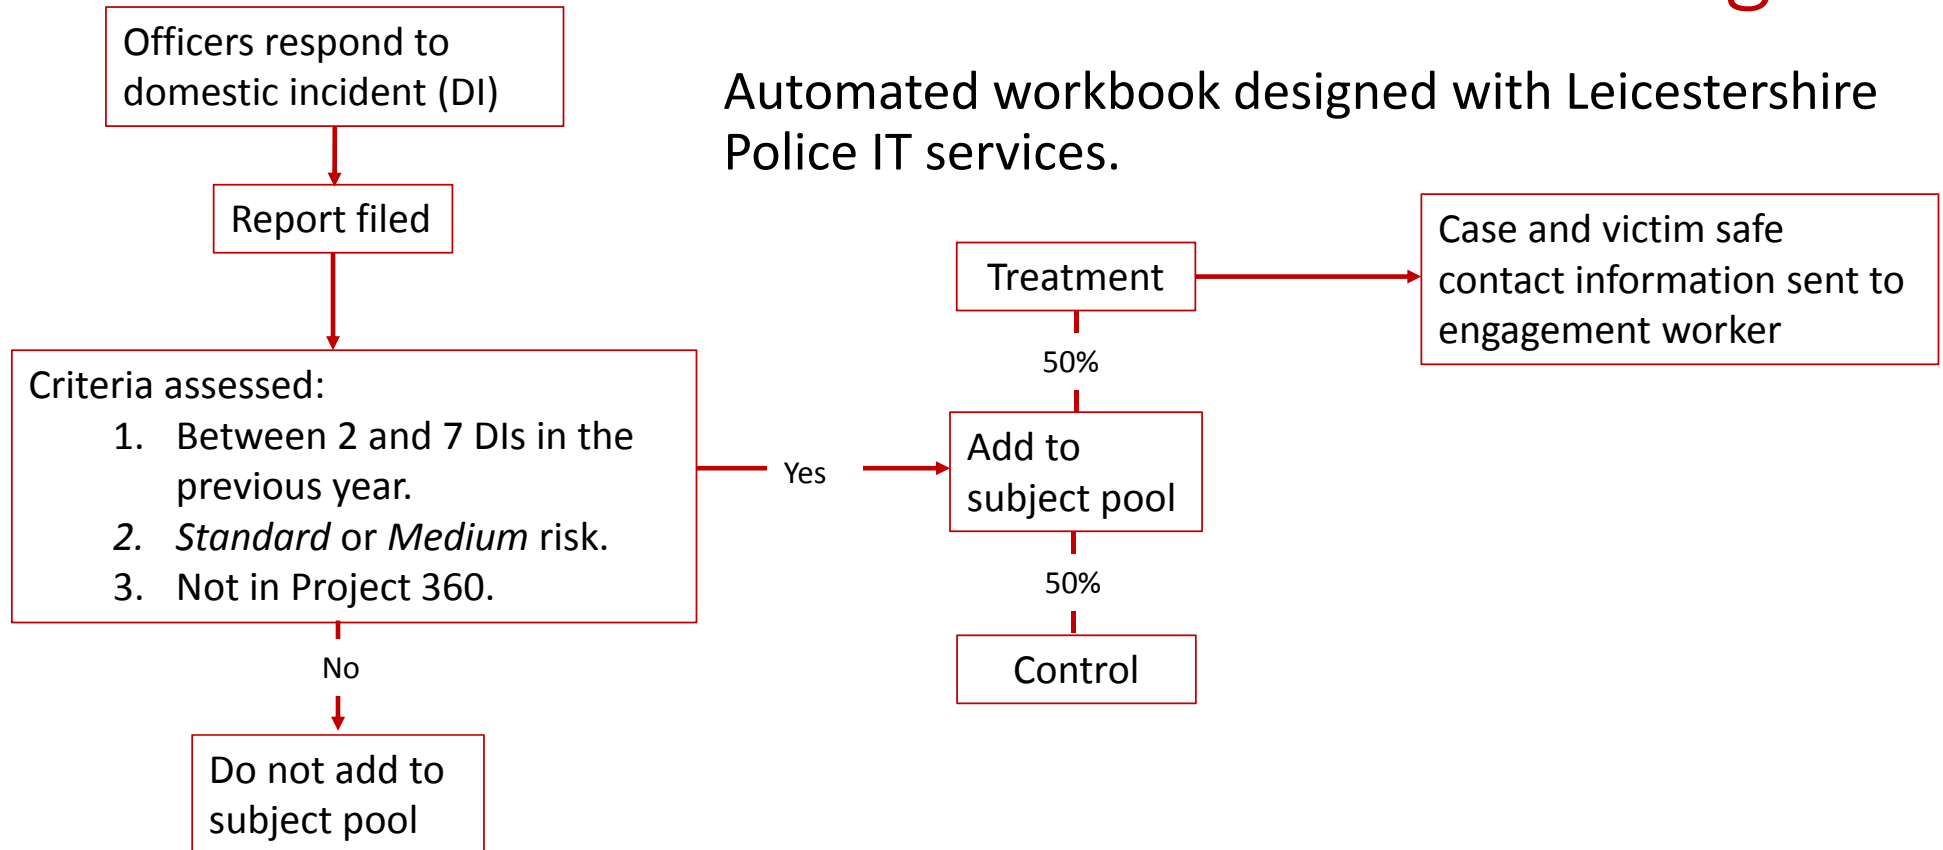 Officers respond to
domestic incident (DI)
Automated workbook designed with Leicestershire
Police IT services.
Report filed
Criteria assessed:
1. Between 2 and 7 DIs in the
previous year.
2. Standard or Medium risk.
3. Not in Project 360.
Yes
No
Do not add to
subject pool
Add to
subject pool
50%
Treatment
Case and victim safe
contact information sent to
engagement worker
50%
Control